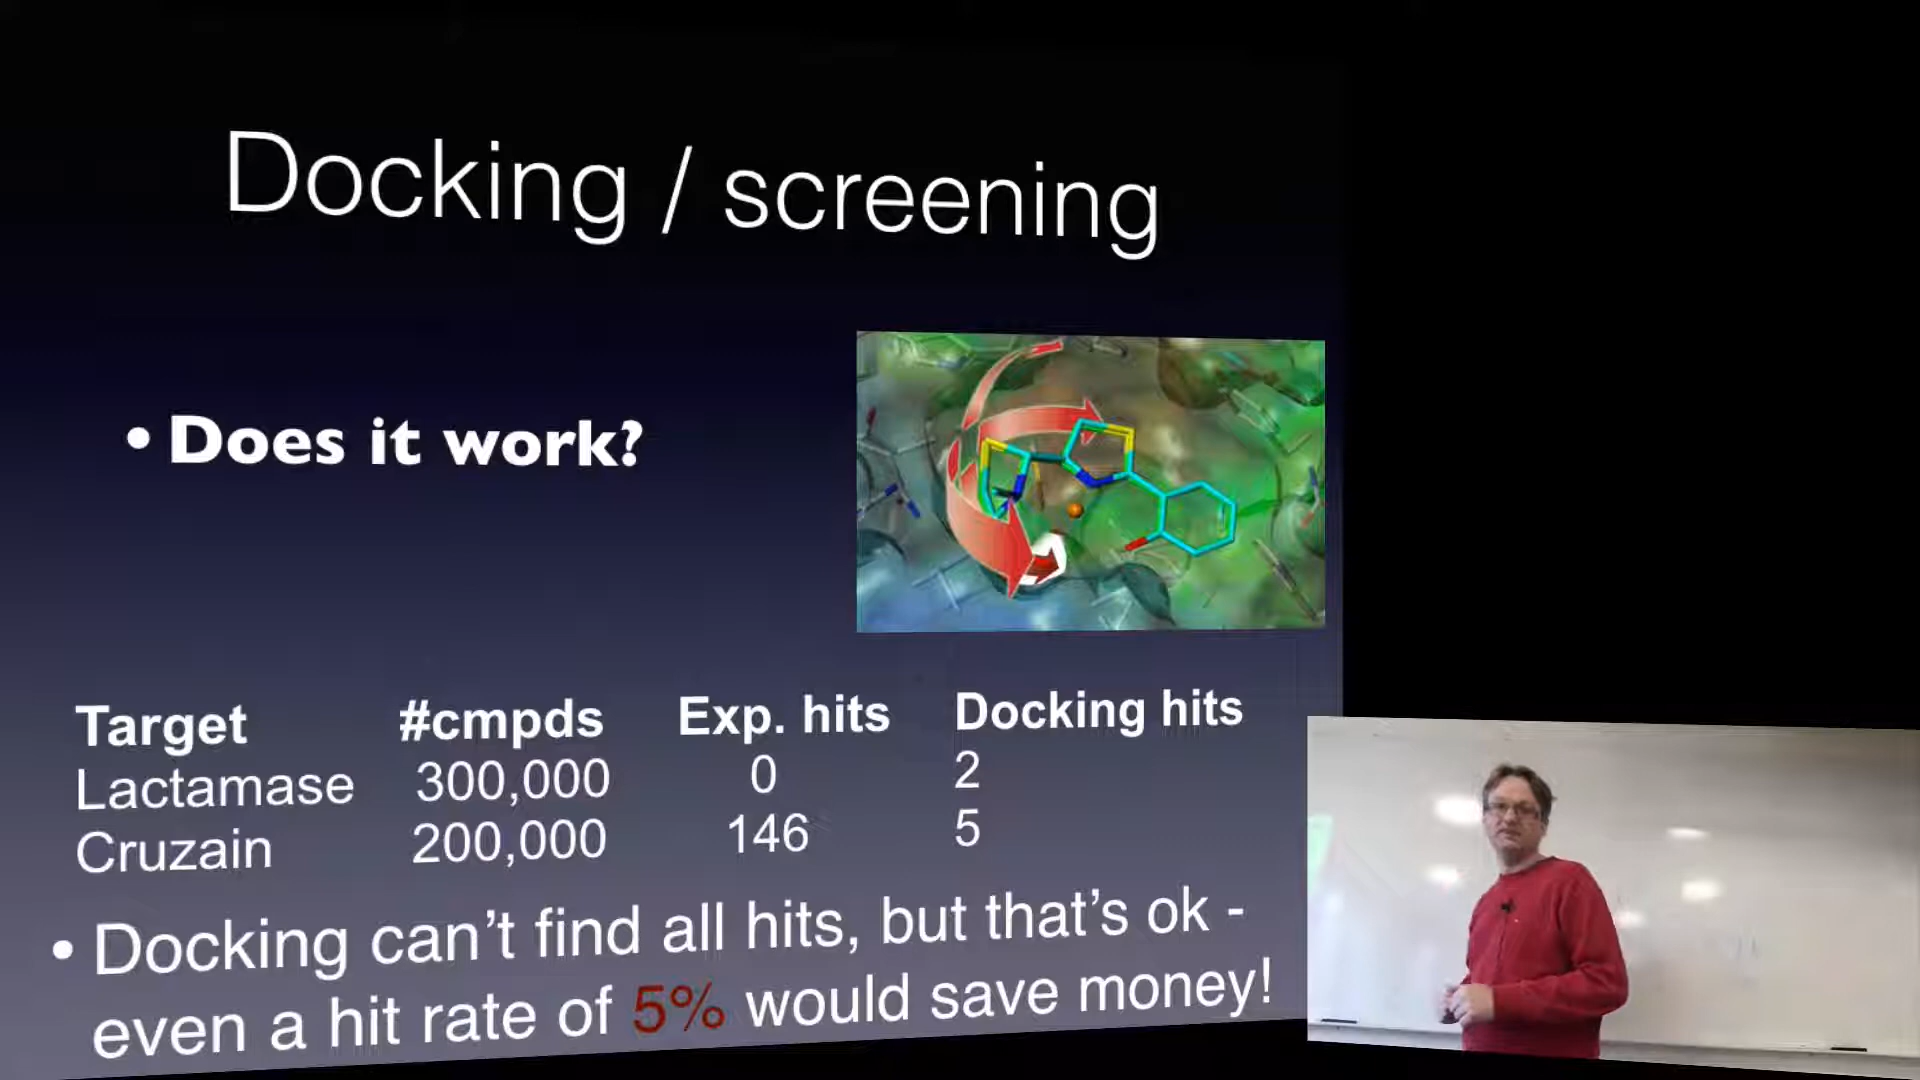 Docking / screening
• Does it work?
Target #cmpds Exp. hits Docking hits
Lactamase 300,000 0 2
Cruzain 200,000 146 5
• Docking can't find all hits, but that's ok -
even a hit rate of 5% would save money!